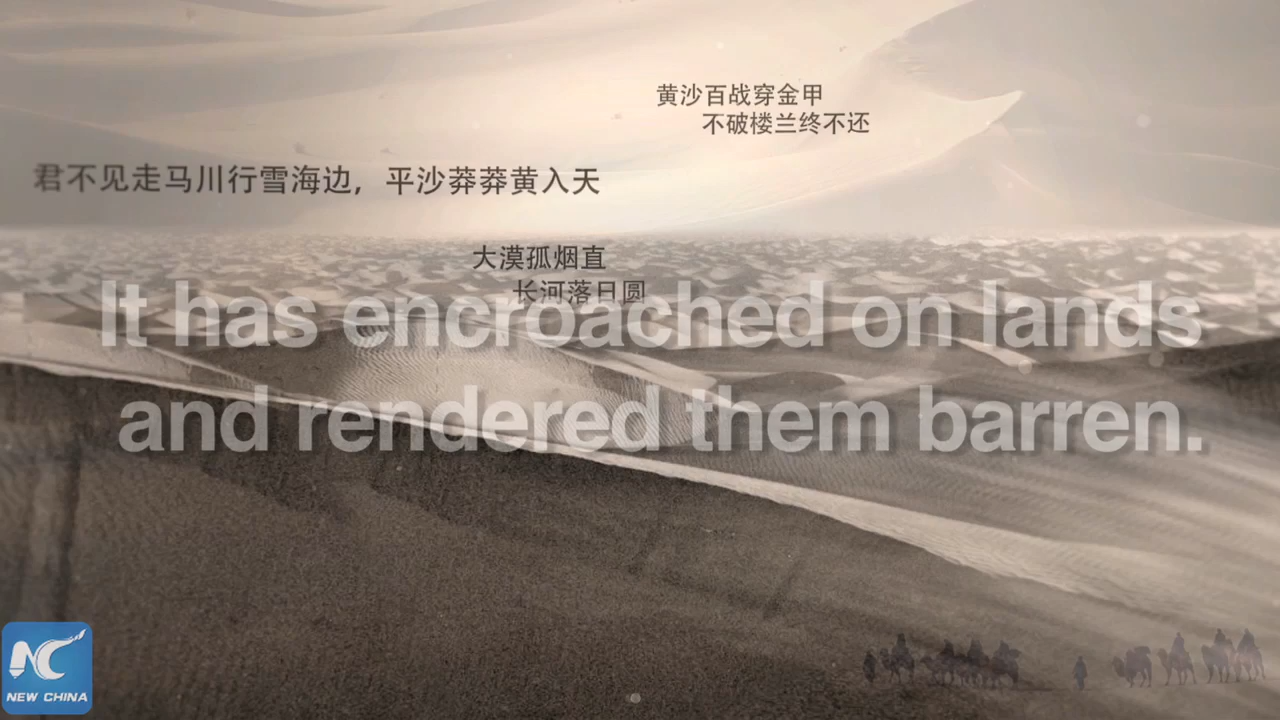 黄沙百战穿金甲
不破楼兰终不还
君不见走马川行雪海边，平沙莽莽黄入天
大漠孤烟直
长河落日圆
It has encroached on lands
and rendered them barren.
NC
NEW CHINA